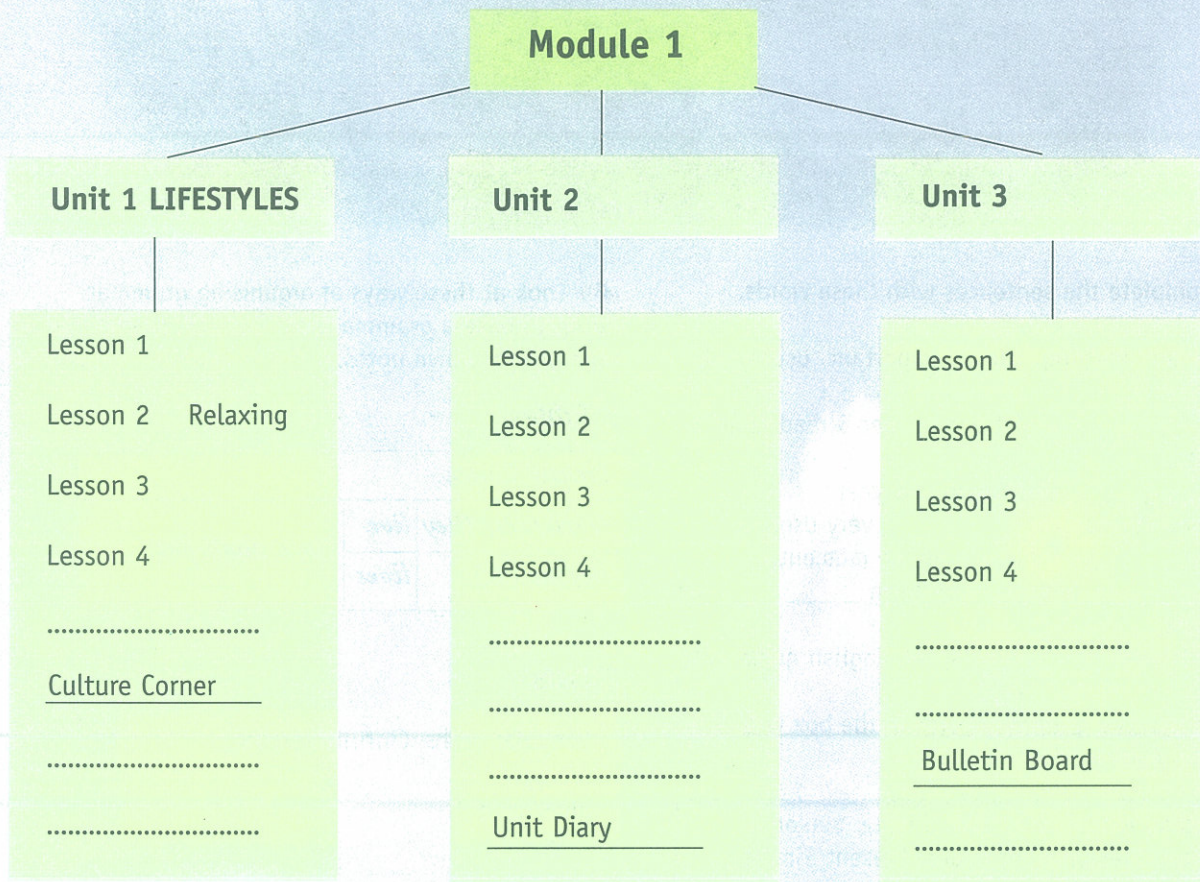 Module 1
Unit 1 LIFESTYLES
Lesson 1
Lesson 2 Relaxing
Lesson 3
Lesson 4
Culture Corner
Unit 2
Lesson 1
Lesson 2
Lesson 3
Lesson 4
Unit Diary
Unit 3
Lesson 1
Lesson 2
Lesson 3
Lesson 4
Bulletin Board